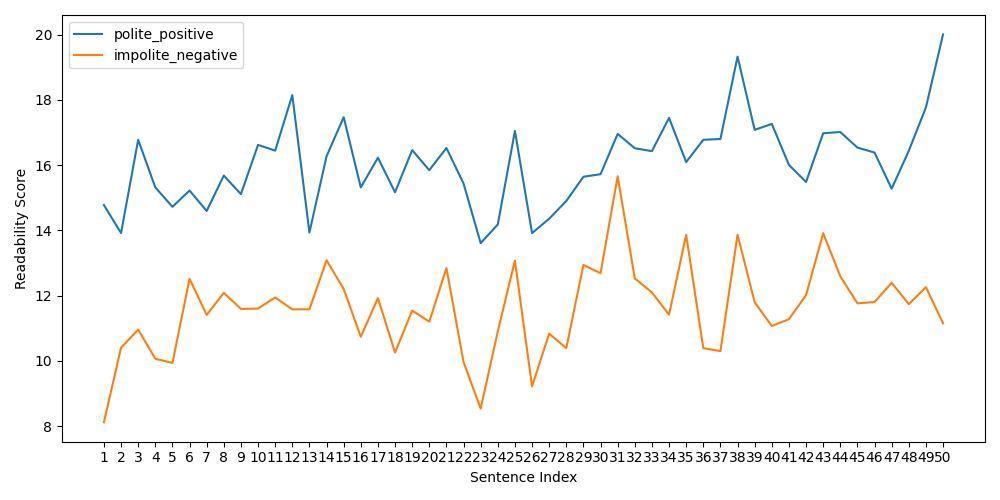 polite_positive
impolite_negative
Readability Score
20
18
16
14
12
10
8
1 2 3 4 5 6 7 8 9 10 11 12 13 14 15 16 17 18 19 20 21 22 23 24 25 26 27 28 29 30 31 32 33 34 35 36 37 38 39 40 41 42 43 44 45 46 47 48 49 50
Sentence Index